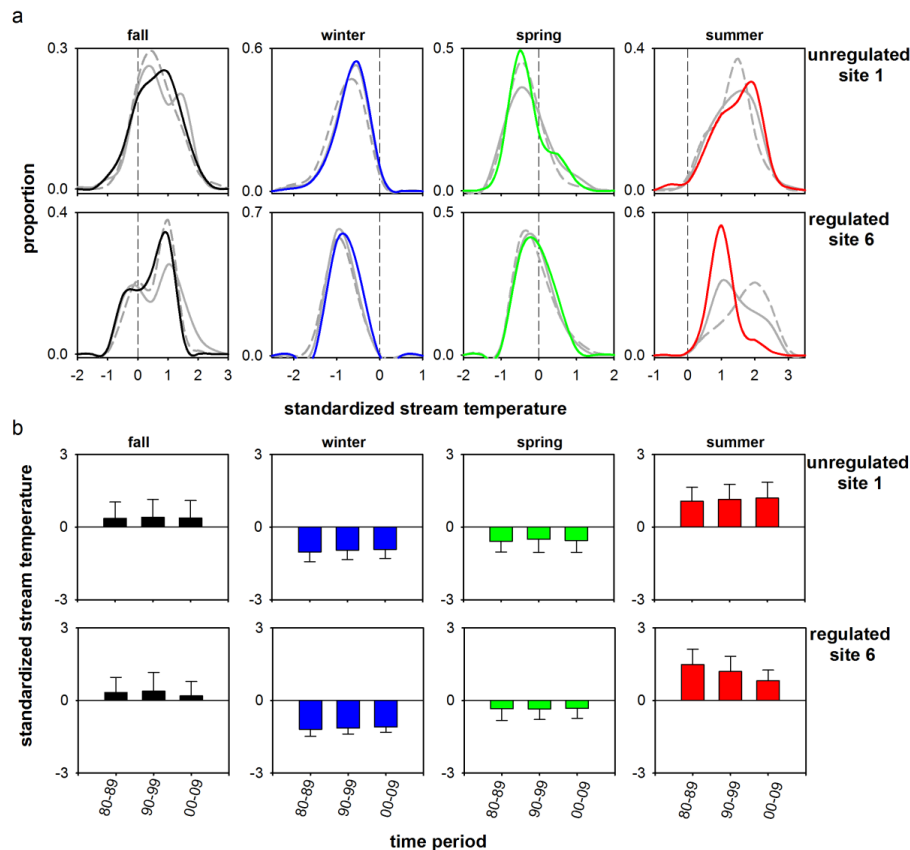 a
fall winter spring summer
unregulated
site 1
0.3 0.6 0.5 0.4
0.0 0.0 0.0 0.0
proportion
regulated
site 6
0.4 0.7 0.5 0.6
0.0 0.0 0.0 0.0
-2 -1 0 1 2 3 -2 -1 0 -2 -1 0 1 2 -1 0 1 2 3
standardized stream temperature
b
fall winter spring summer
unregulated
site 1
3 3 3 3
0 0 0 0
-3 -3 -3 -3
standardized stream temperature
regulated
site 6
3 3 3 3
0 0 0 0
-3 -3 -3 -3
80-89 90-99 00-09 80-89 90-99 00-09 80-89 90-99 00-09 80-89 90-99 00-09
time period